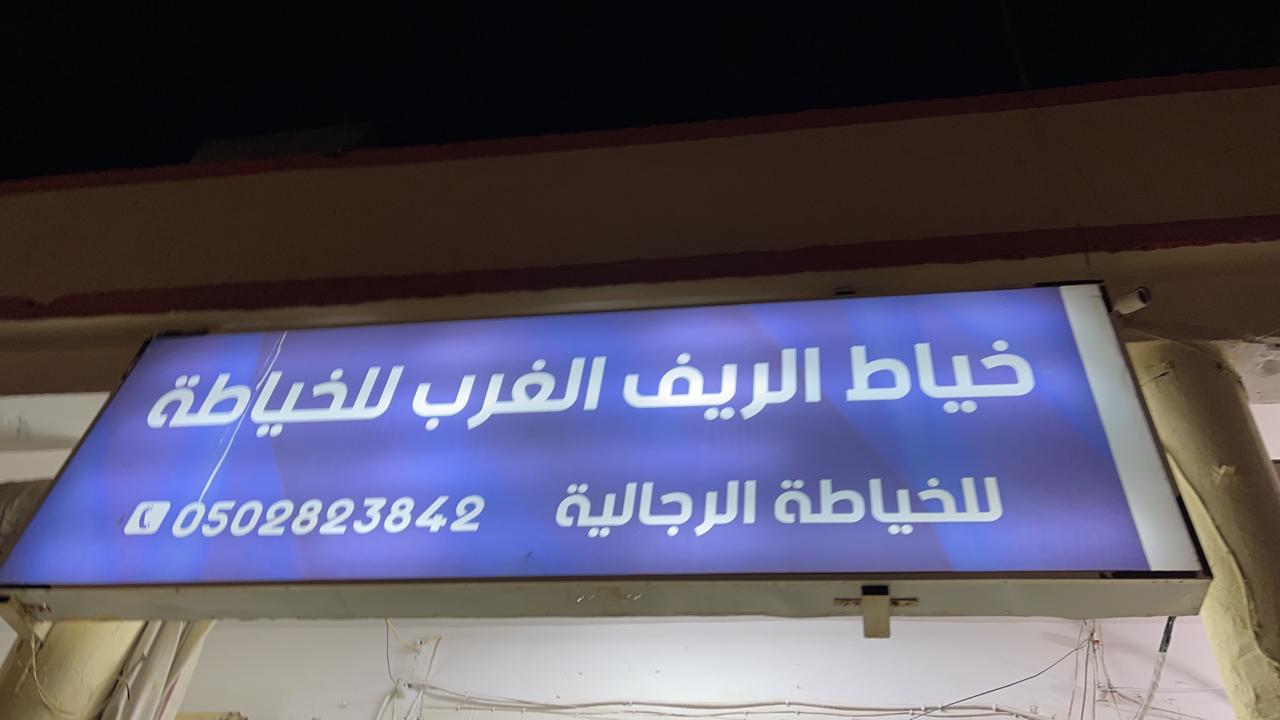 خياط الريف الغرب للخياطة
للخياطة الرجالية 0502823842